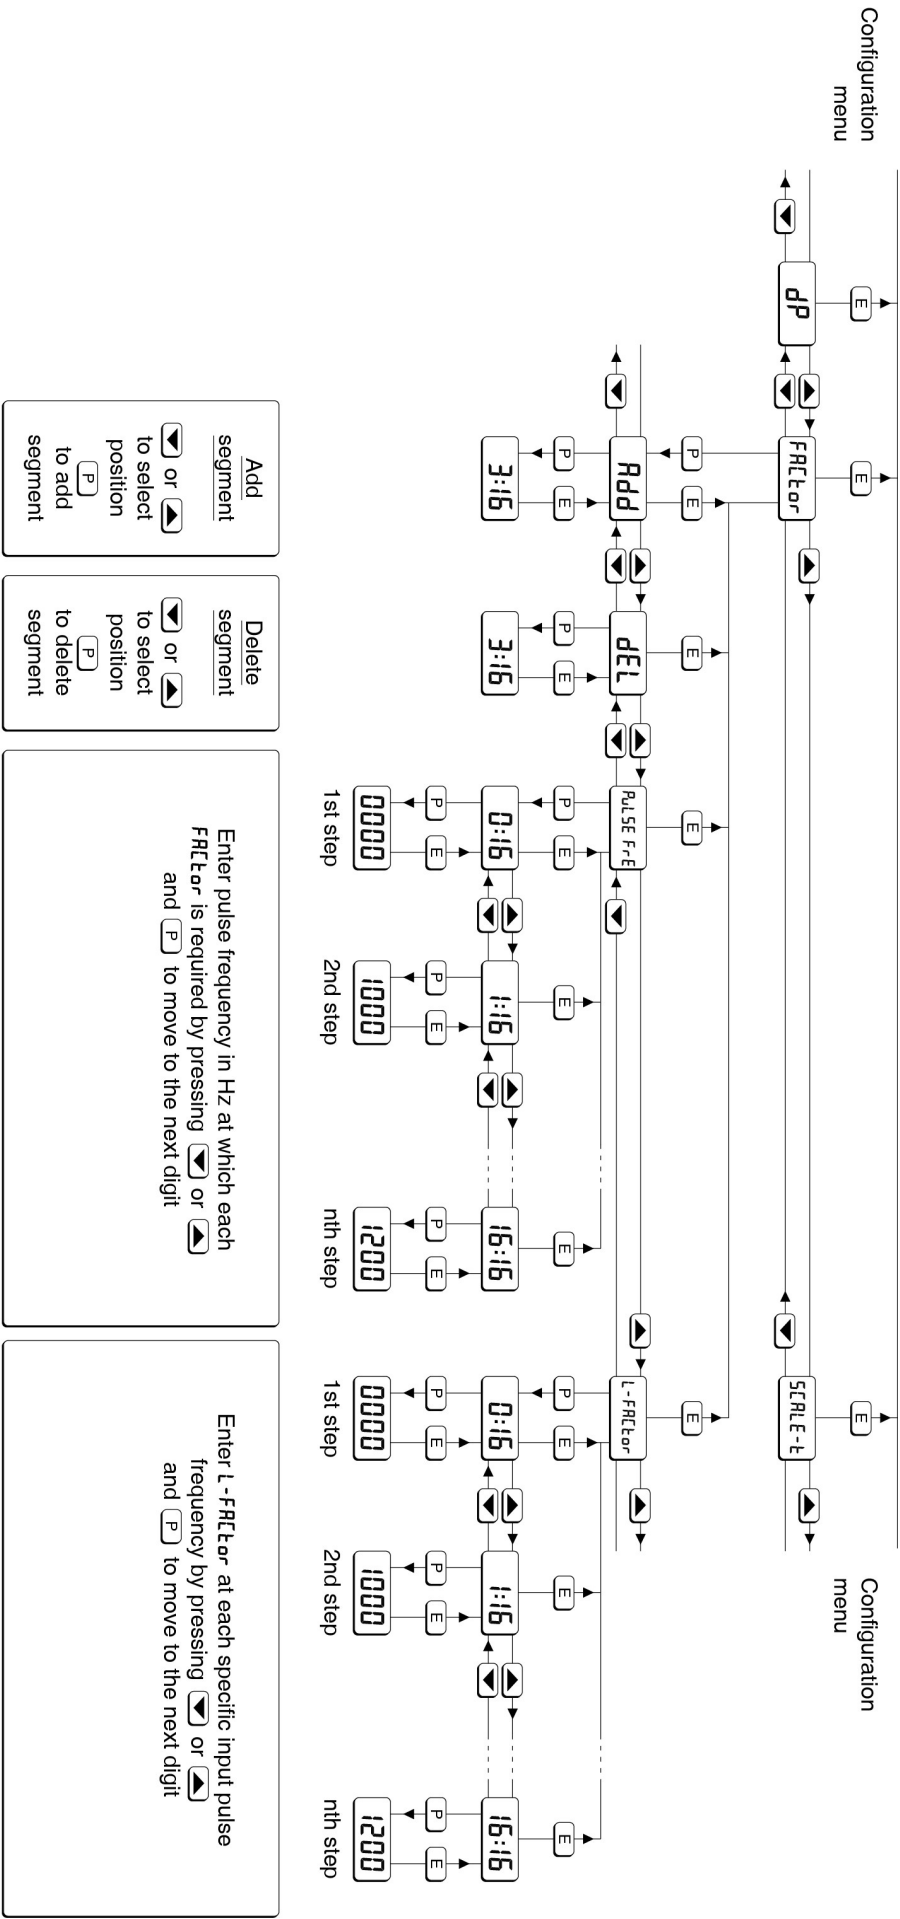 Configuration
menu
Configuration
menu
E
E
E
dP
FACtor
SCALE-t
P
E
E
E
E
Add
dEL
PuLSE FrE
L-FACtor
P
E
P
E
P
E
E
E
P
E
E
E
3:16
3:16
0:16
1:16
16:16
0:16
1:16
16:16
P
E
P
E
P
E
P
E
P
E
P
E
0000
1000
1200
0000
1000
1200
1st step
2nd step
nth step
1st step
2nd step
nth step
Add
segment
▼ or ▲
to select
position
P
to add
segment
Delete
segment
▼ or ▲
to select
position
P
to delete
segment
Enter pulse frequency in Hz at which each
FACtor is required by pressing ▼ or ▲
and P to move to the next digit
Enter L-FACtor at each specific input pulse
frequency by pressing ▼ or ▲
and P to move to the next digit